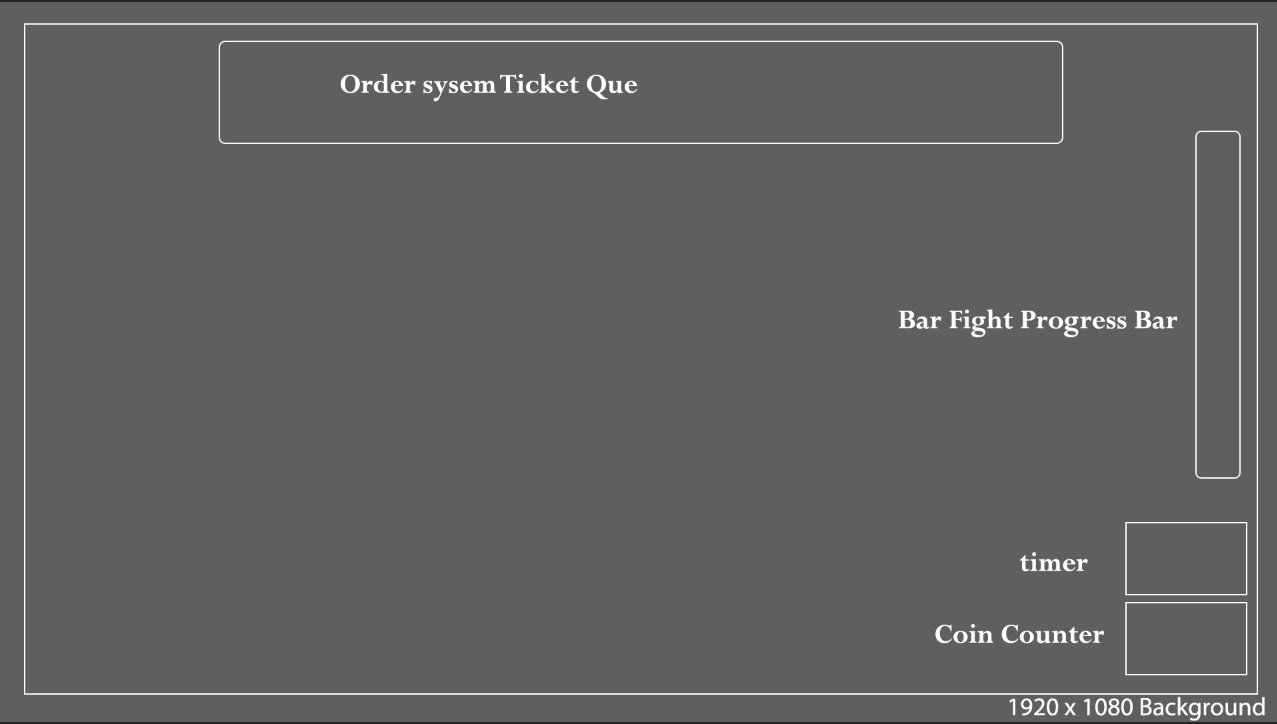 Order sysem Ticket Que
Bar Fight Progress Bar
timer
Coin Counter
1920 x 1080 Background